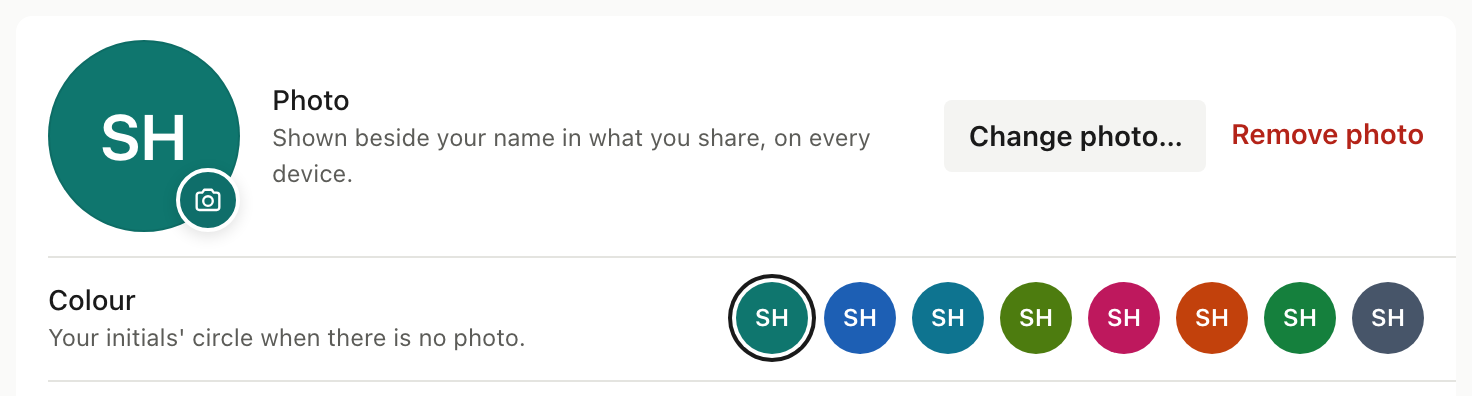 SH
Photo
Shown beside your name in what you share, on every
device.
Change photo...
Remove photo
Colour
Your initials' circle when there is no photo.
SH SH SH SH SH SH SH SH